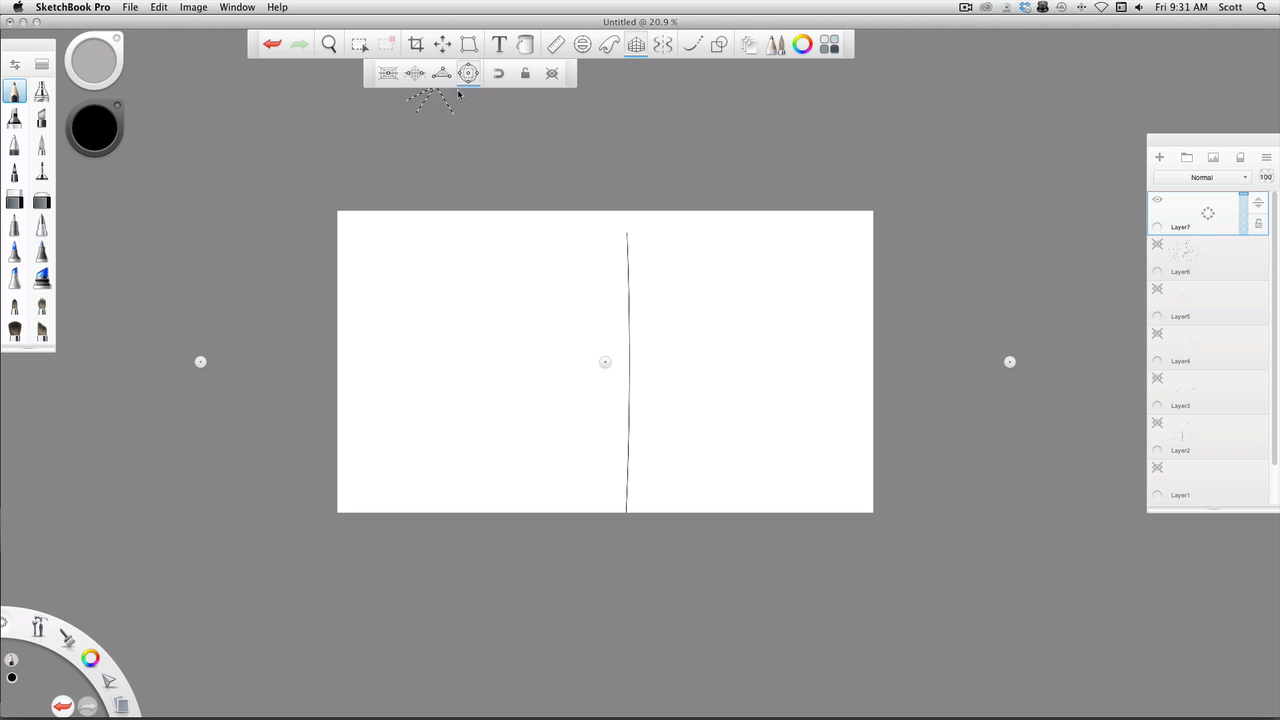 SketchBook Pro File Edit Image Window Help Fri 9:31 AM Scott
Untitled @ 20.9 %
T
Normal 100
Layer7
Layer6
Layer5
Layer4
Layer3
Layer2
Layer1